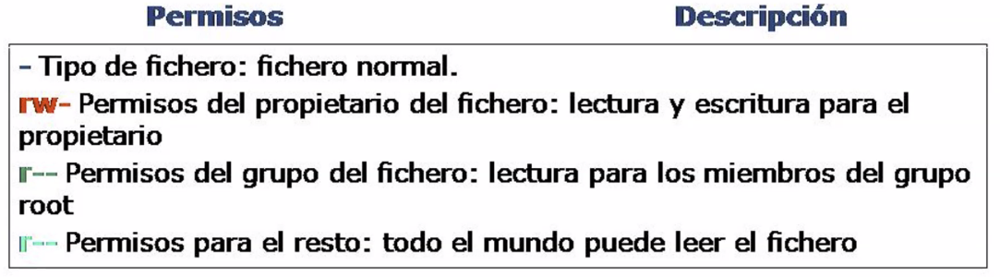 Permisos Descripción
- Tipo de fichero: fichero normal.
rw- Permisos del propietario del fichero: lectura y escritura para el
propietario
r-- Permisos del grupo del fichero: lectura para los miembros del grupo
root
r-- Permisos para el resto: todo el mundo puede leer el fichero